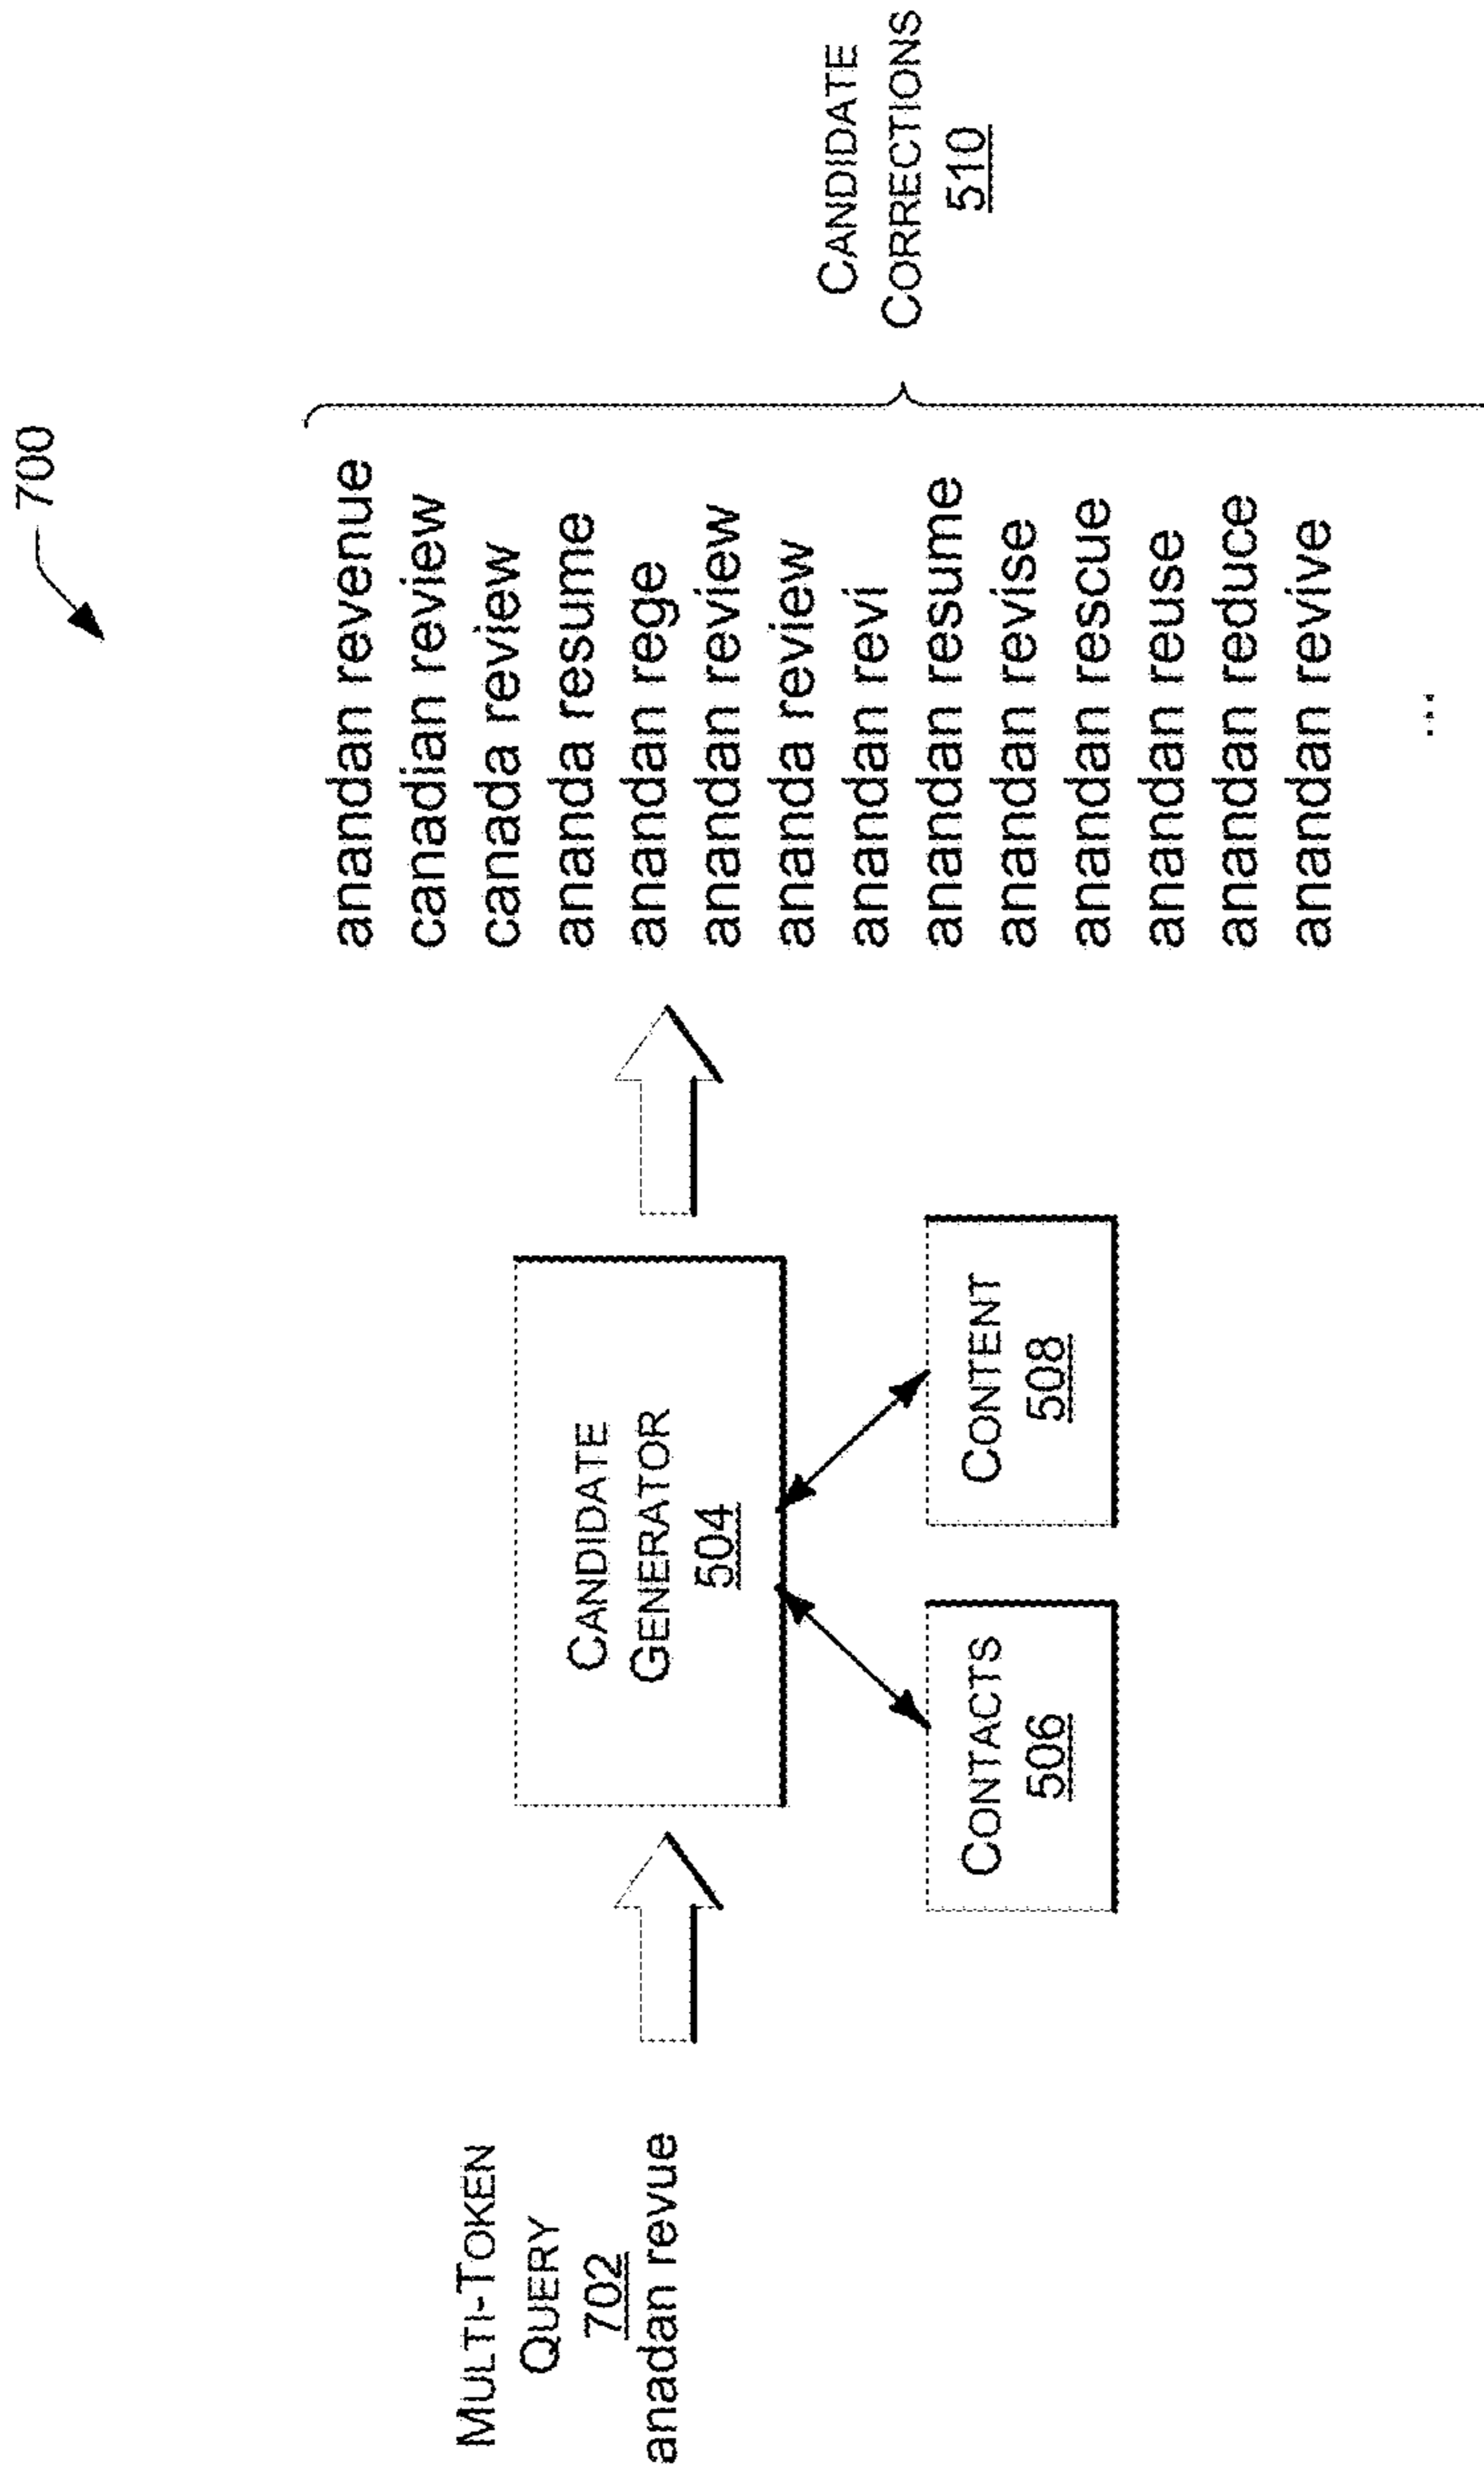 700
MULTI-TOKEN
QUERY
702
anadan revue
CANDIDATE
GENERATOR
504
CONTACTS
506
CONTENT
508
anandan revenue
canadian review
canada review
ananda resume
anandan rege
anandan review
ananda review
anandan revi
anandan resume
anandan revise
anandan rescue
anandan reuse
anandan reduce
anandan revive
...
CANDIDATE
CORRECTIONS
510